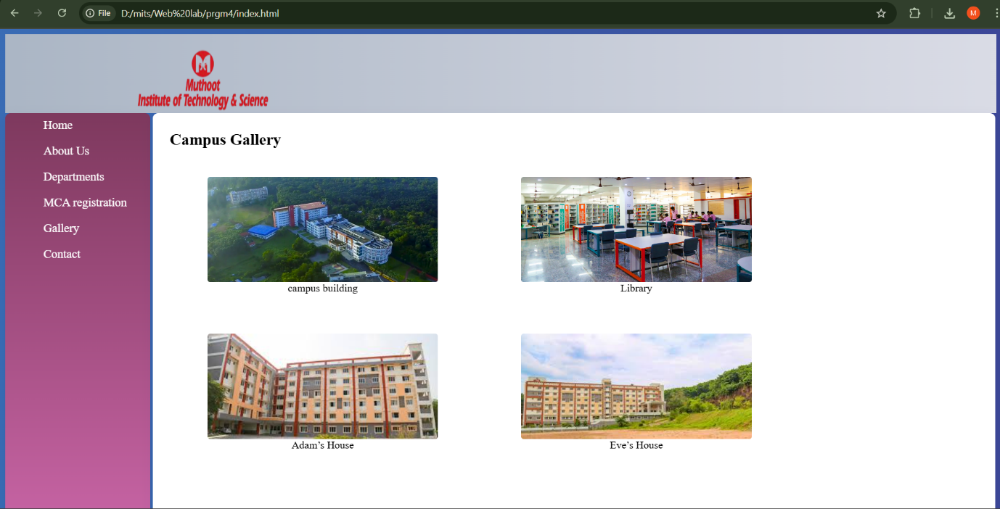 File
D:/mits/Web%20lab/prgm4/index.html
M
Muthoot
Institute of Technology & Science
Home
About Us
Departments
MCA registration
Gallery
Contact
Campus Gallery
campus building
Library
Adam’s House
Eve’s House